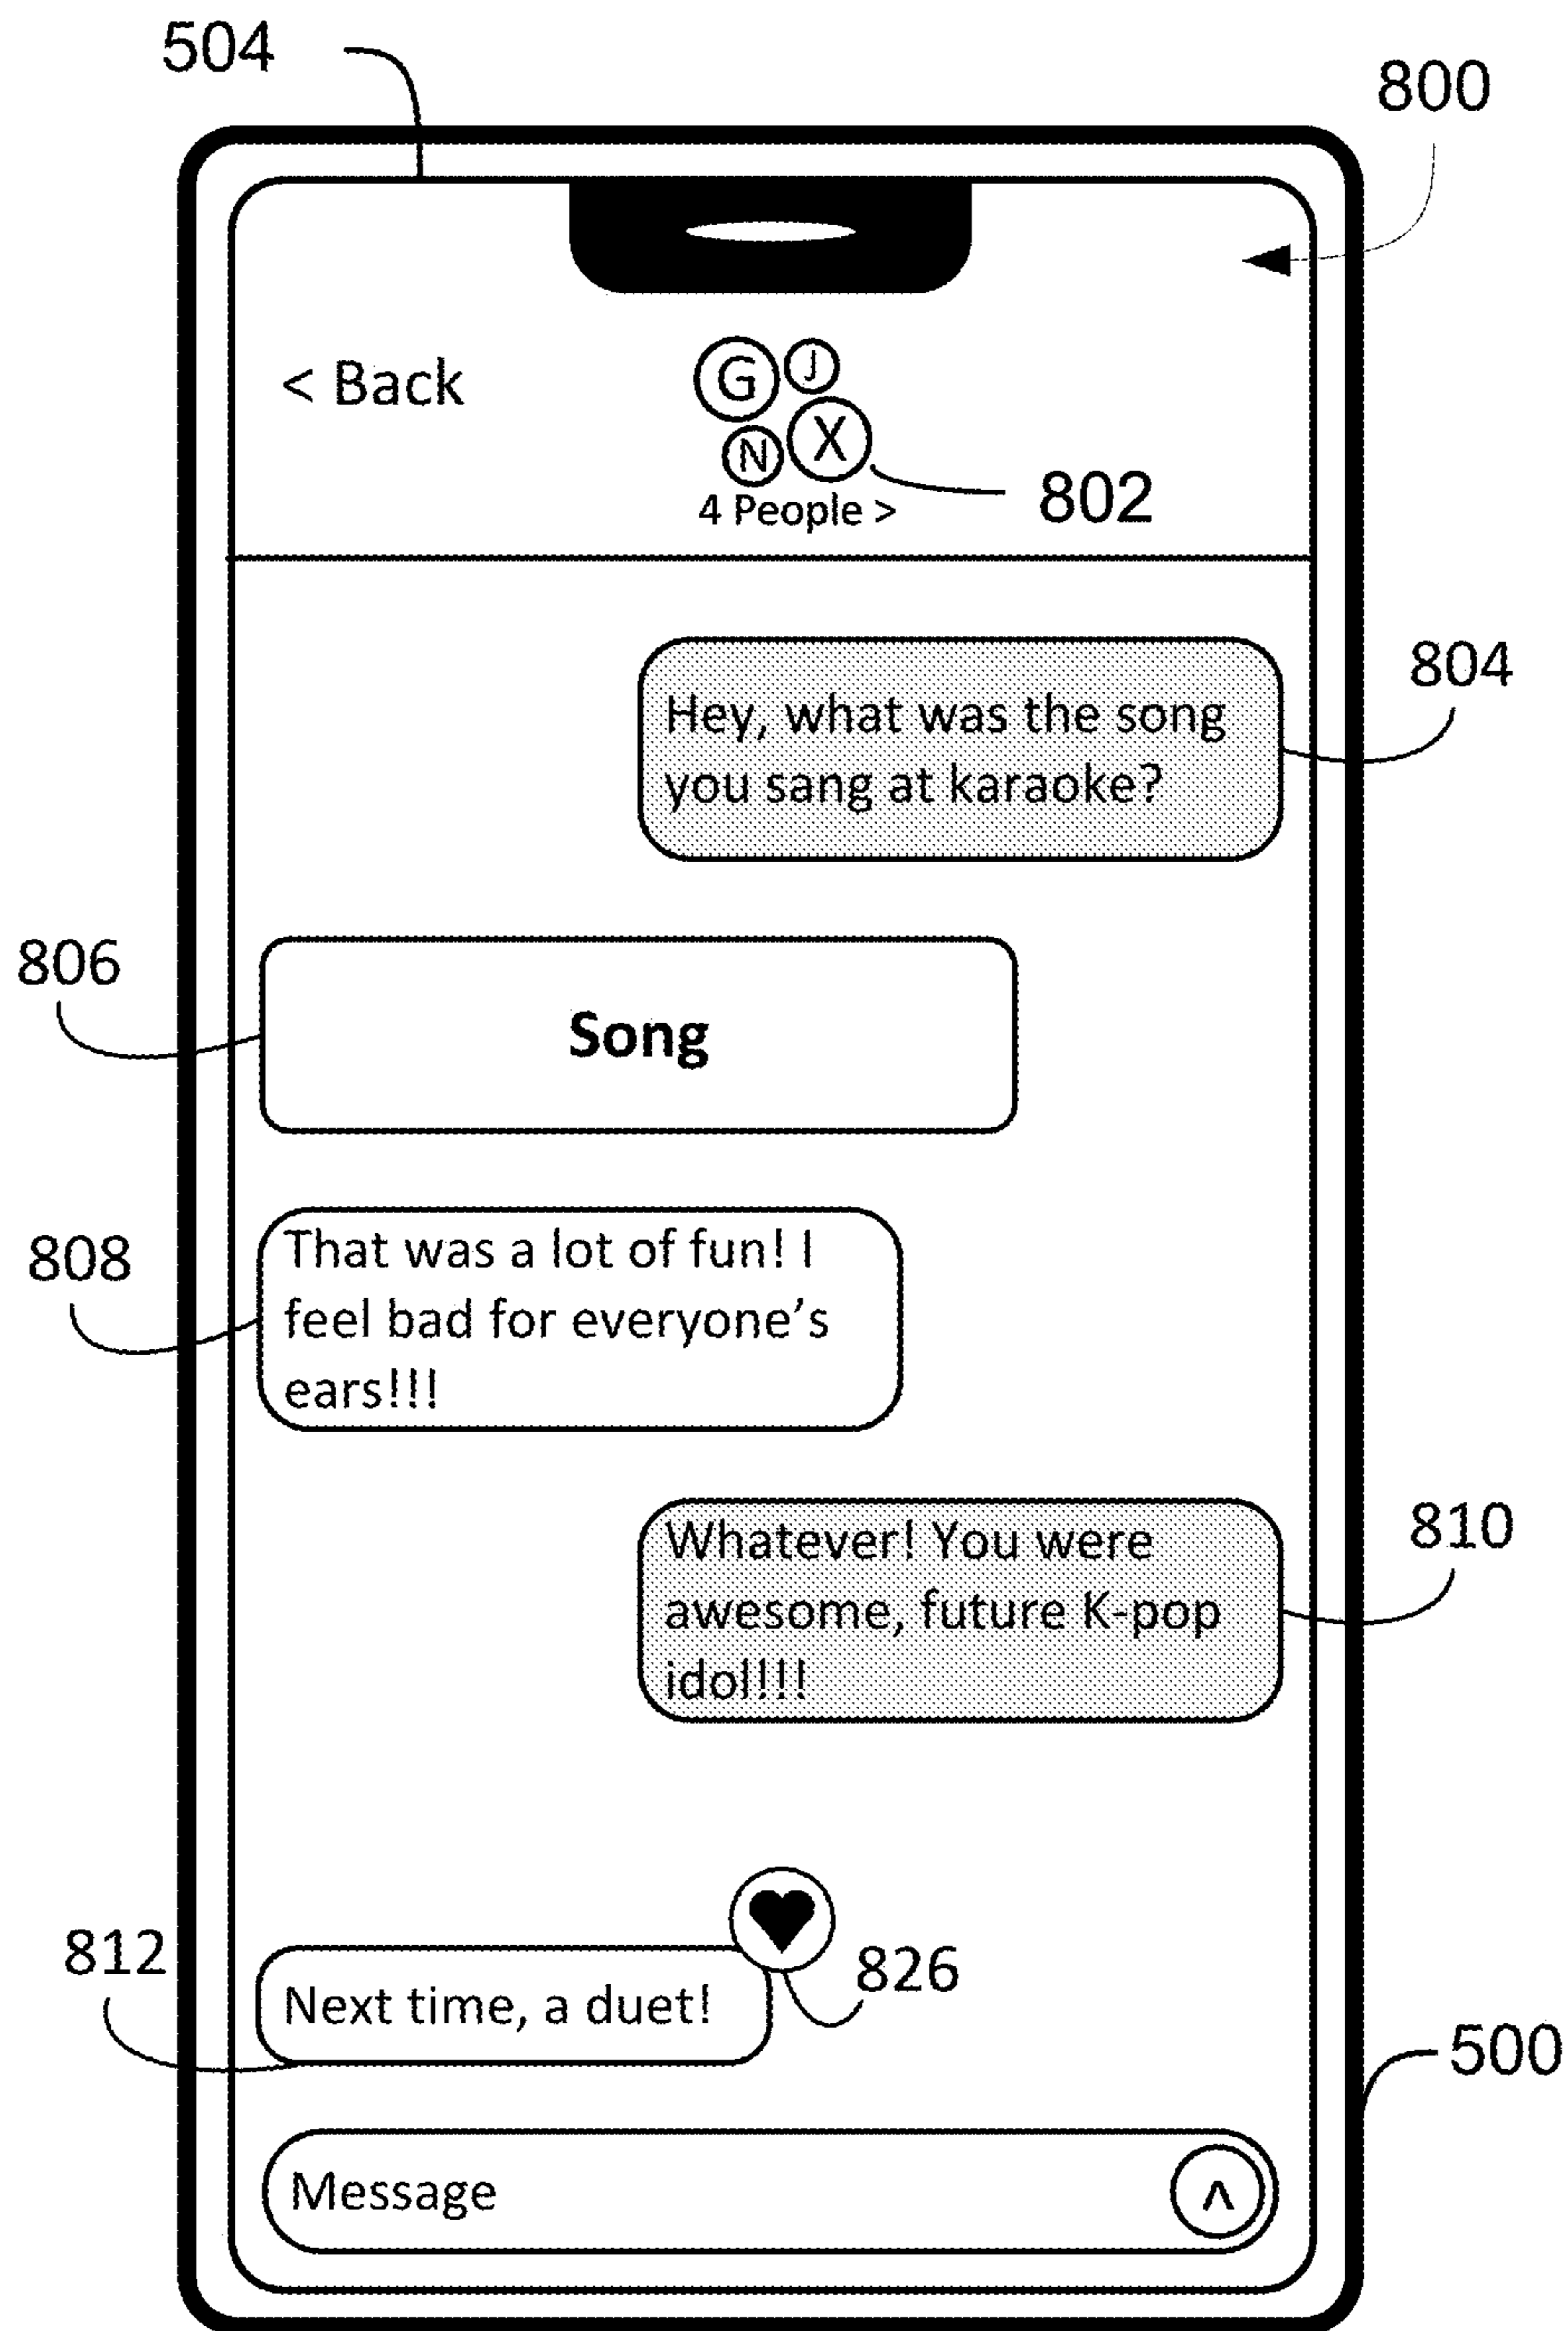 504
800
< Back
G J
N X
802
4 People >
804
Hey, what was the song
you sang at karaoke?
806
Song
808
That was a lot of fun! I
feel bad for everyone’s
ears!!!
810
Whatever! You were
awesome, future K-pop
idol!!!
812
826
Next time, a duet!
500
Message
^